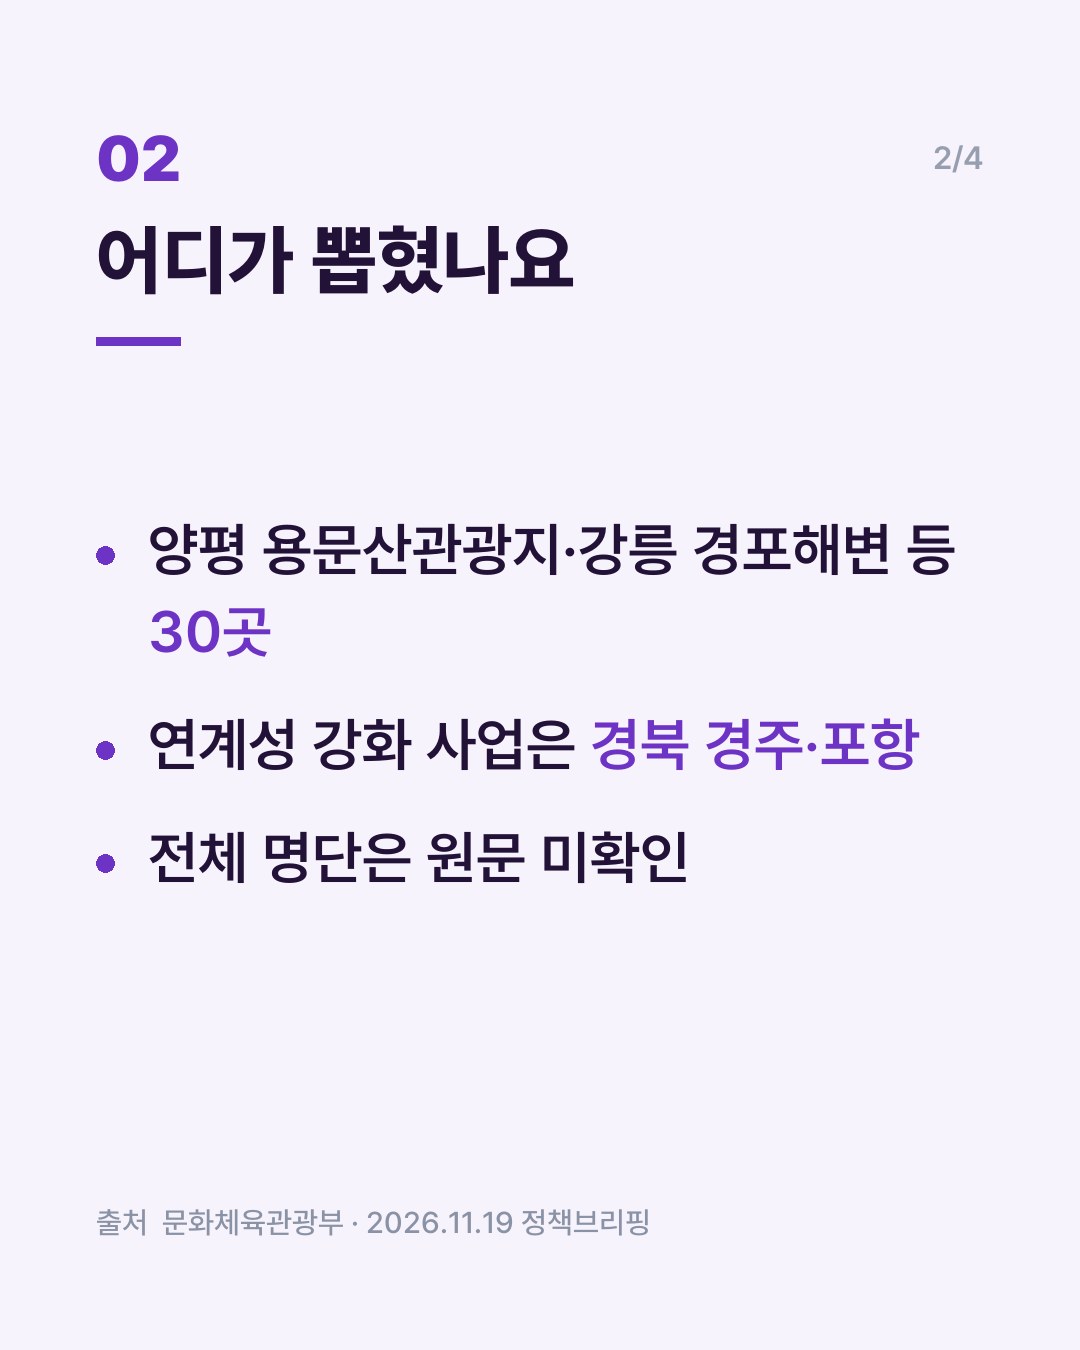 02
2/4
어디가 뽑혔나요
양평 용문산관광지·강릉 경포해변 등
30곳
연계성 강화 사업은 경북 경주·포항
전체 명단은 원문 미확인
출처 문화체육관광부 · 2026.11.19 정책브리핑